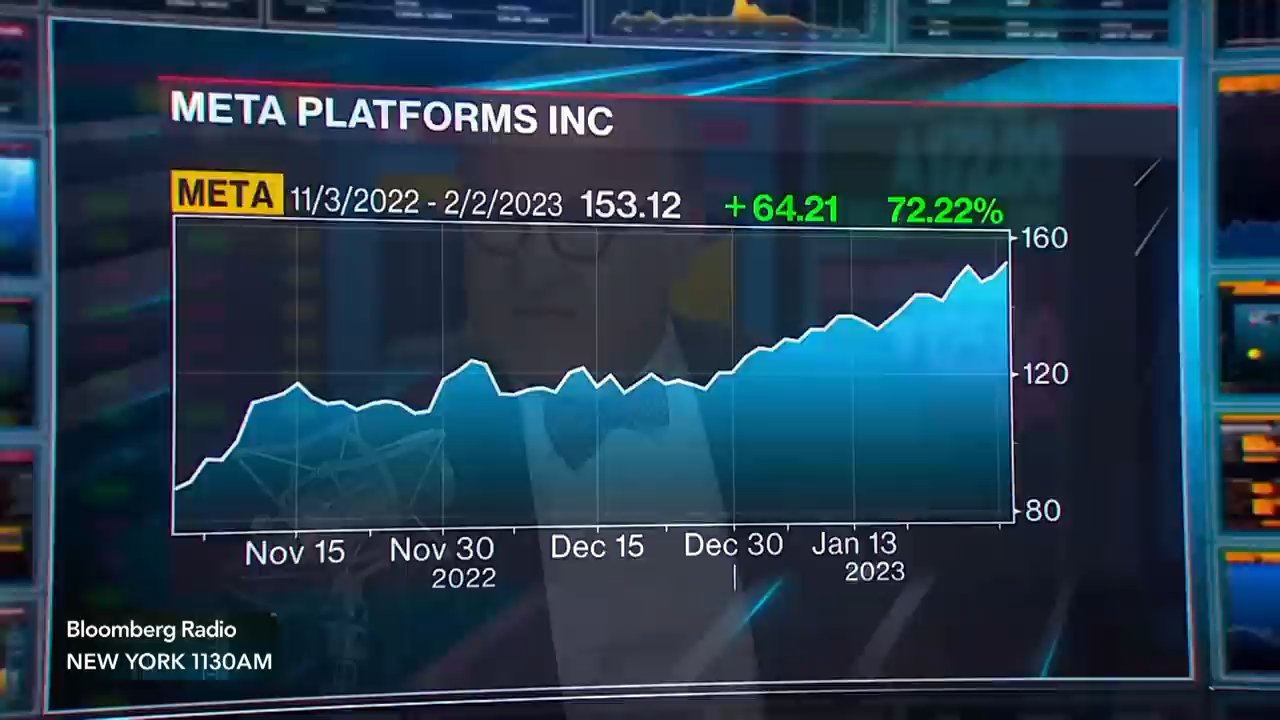 META PLATFORMS INC
META 11/3/2022 - 2/2/2023 153.12 +64.21 72.22%
160
120
80
Nov 15 Nov 30 Dec 15 Dec 30 Jan 13
2022 2023
Bloomberg Radio
NEW YORK 1130AM